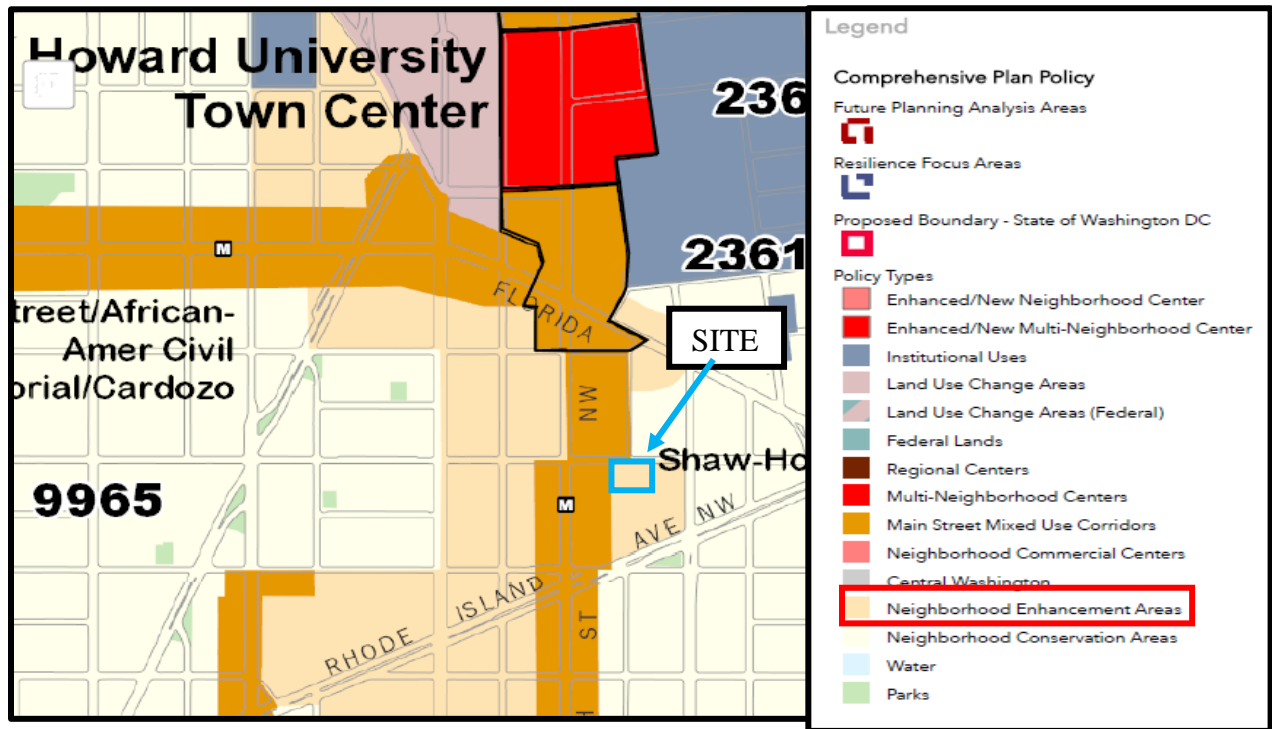 Howard University
Town Center
236
2361
M
FLORIDA
treet/African-
Amer Civil
orial/Cardozo
SITE
NW
Shaw-Ho
9965
M
RHODE ISLAND AVE NW
ST
H
Legend
Comprehensive Plan Policy
Future Planning Analysis Areas
Resilience Focus Areas
Proposed Boundary - State of Washington DC
Policy Types
Enhanced/New Neighborhood Center
Enhanced/New Multi-Neighborhood Center
Institutional Uses
Land Use Change Areas
Land Use Change Areas (Federal)
Federal Lands
Regional Centers
Multi-Neighborhood Centers
Main Street Mixed Use Corridors
Neighborhood Commercial Centers
Central Washington
Neighborhood Enhancement Areas
Neighborhood Conservation Areas
Water
Parks